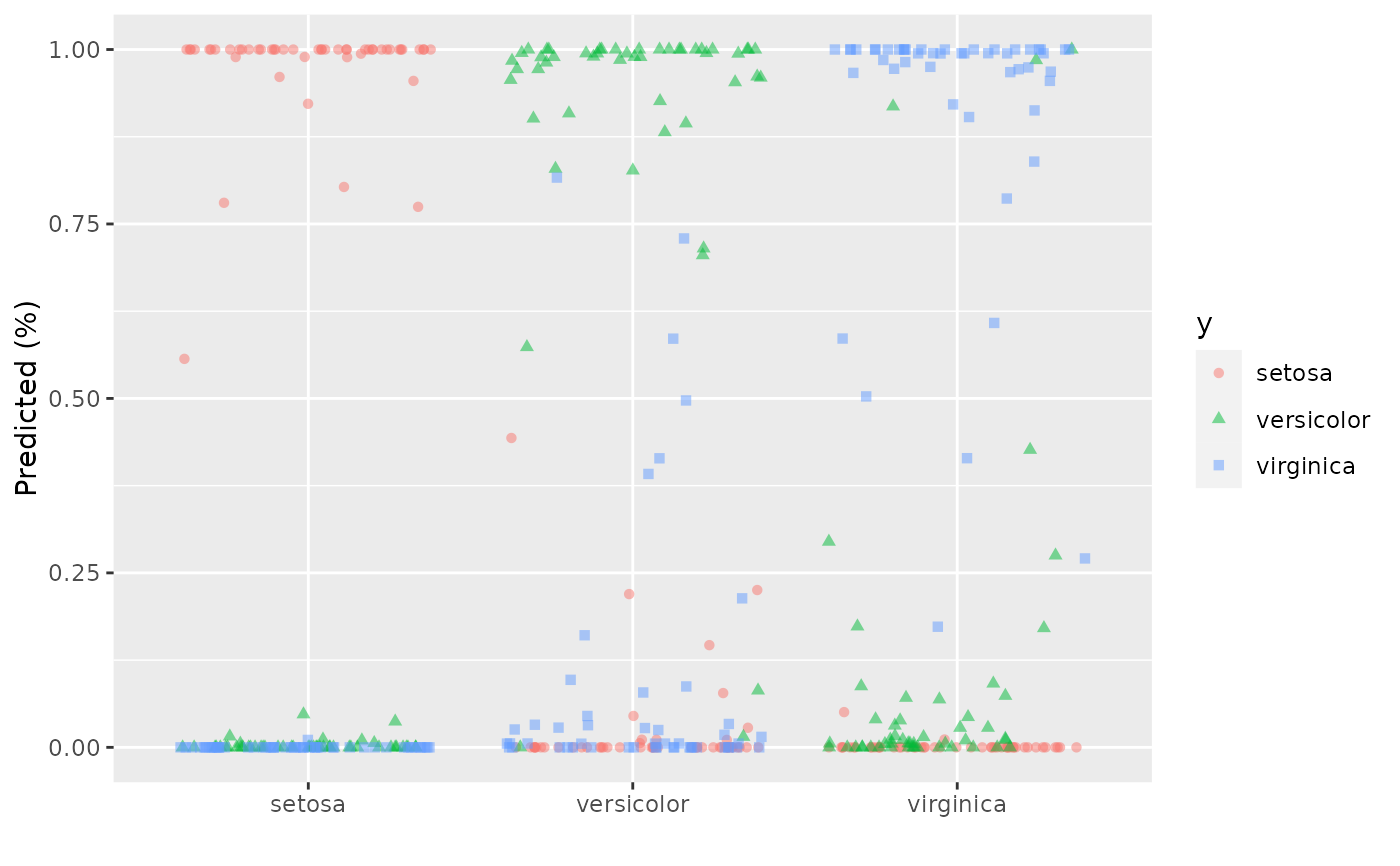 1.00
0.75
0.50
0.25
0.00
Predicted (%)
setosa
versicolor
virginica
y
setosa
versicolor
virginica